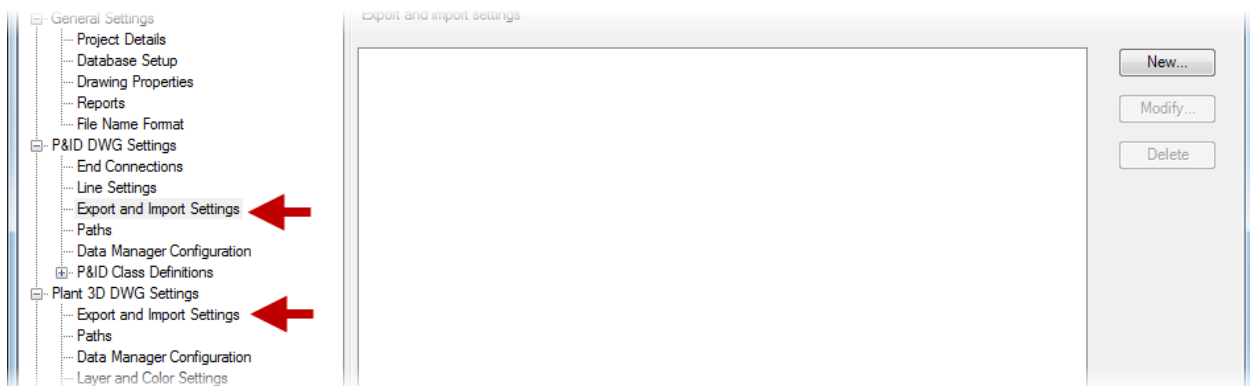 General Settings
Project Details
Database Setup
Drawing Properties
Reports
File Name Format
P&ID DWG Settings
End Connections
Line Settings
Export and Import Settings
Paths
Data Manager Configuration
P&ID Class Definitions
Plant 3D DWG Settings
Export and Import Settings
Paths
Data Manager Configuration
Layer and Color Settings
Export and import settings
New...
Modify...
Delete